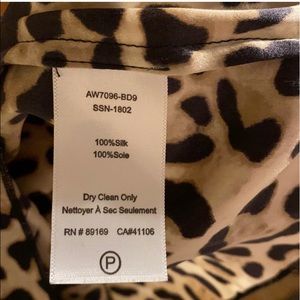 AW7096-BD9
SSN-1802
100%Silk
100%Soie
Dry Clean Only
Nettoyer À Sec Seulement
RN # 89169 CA#41106
P